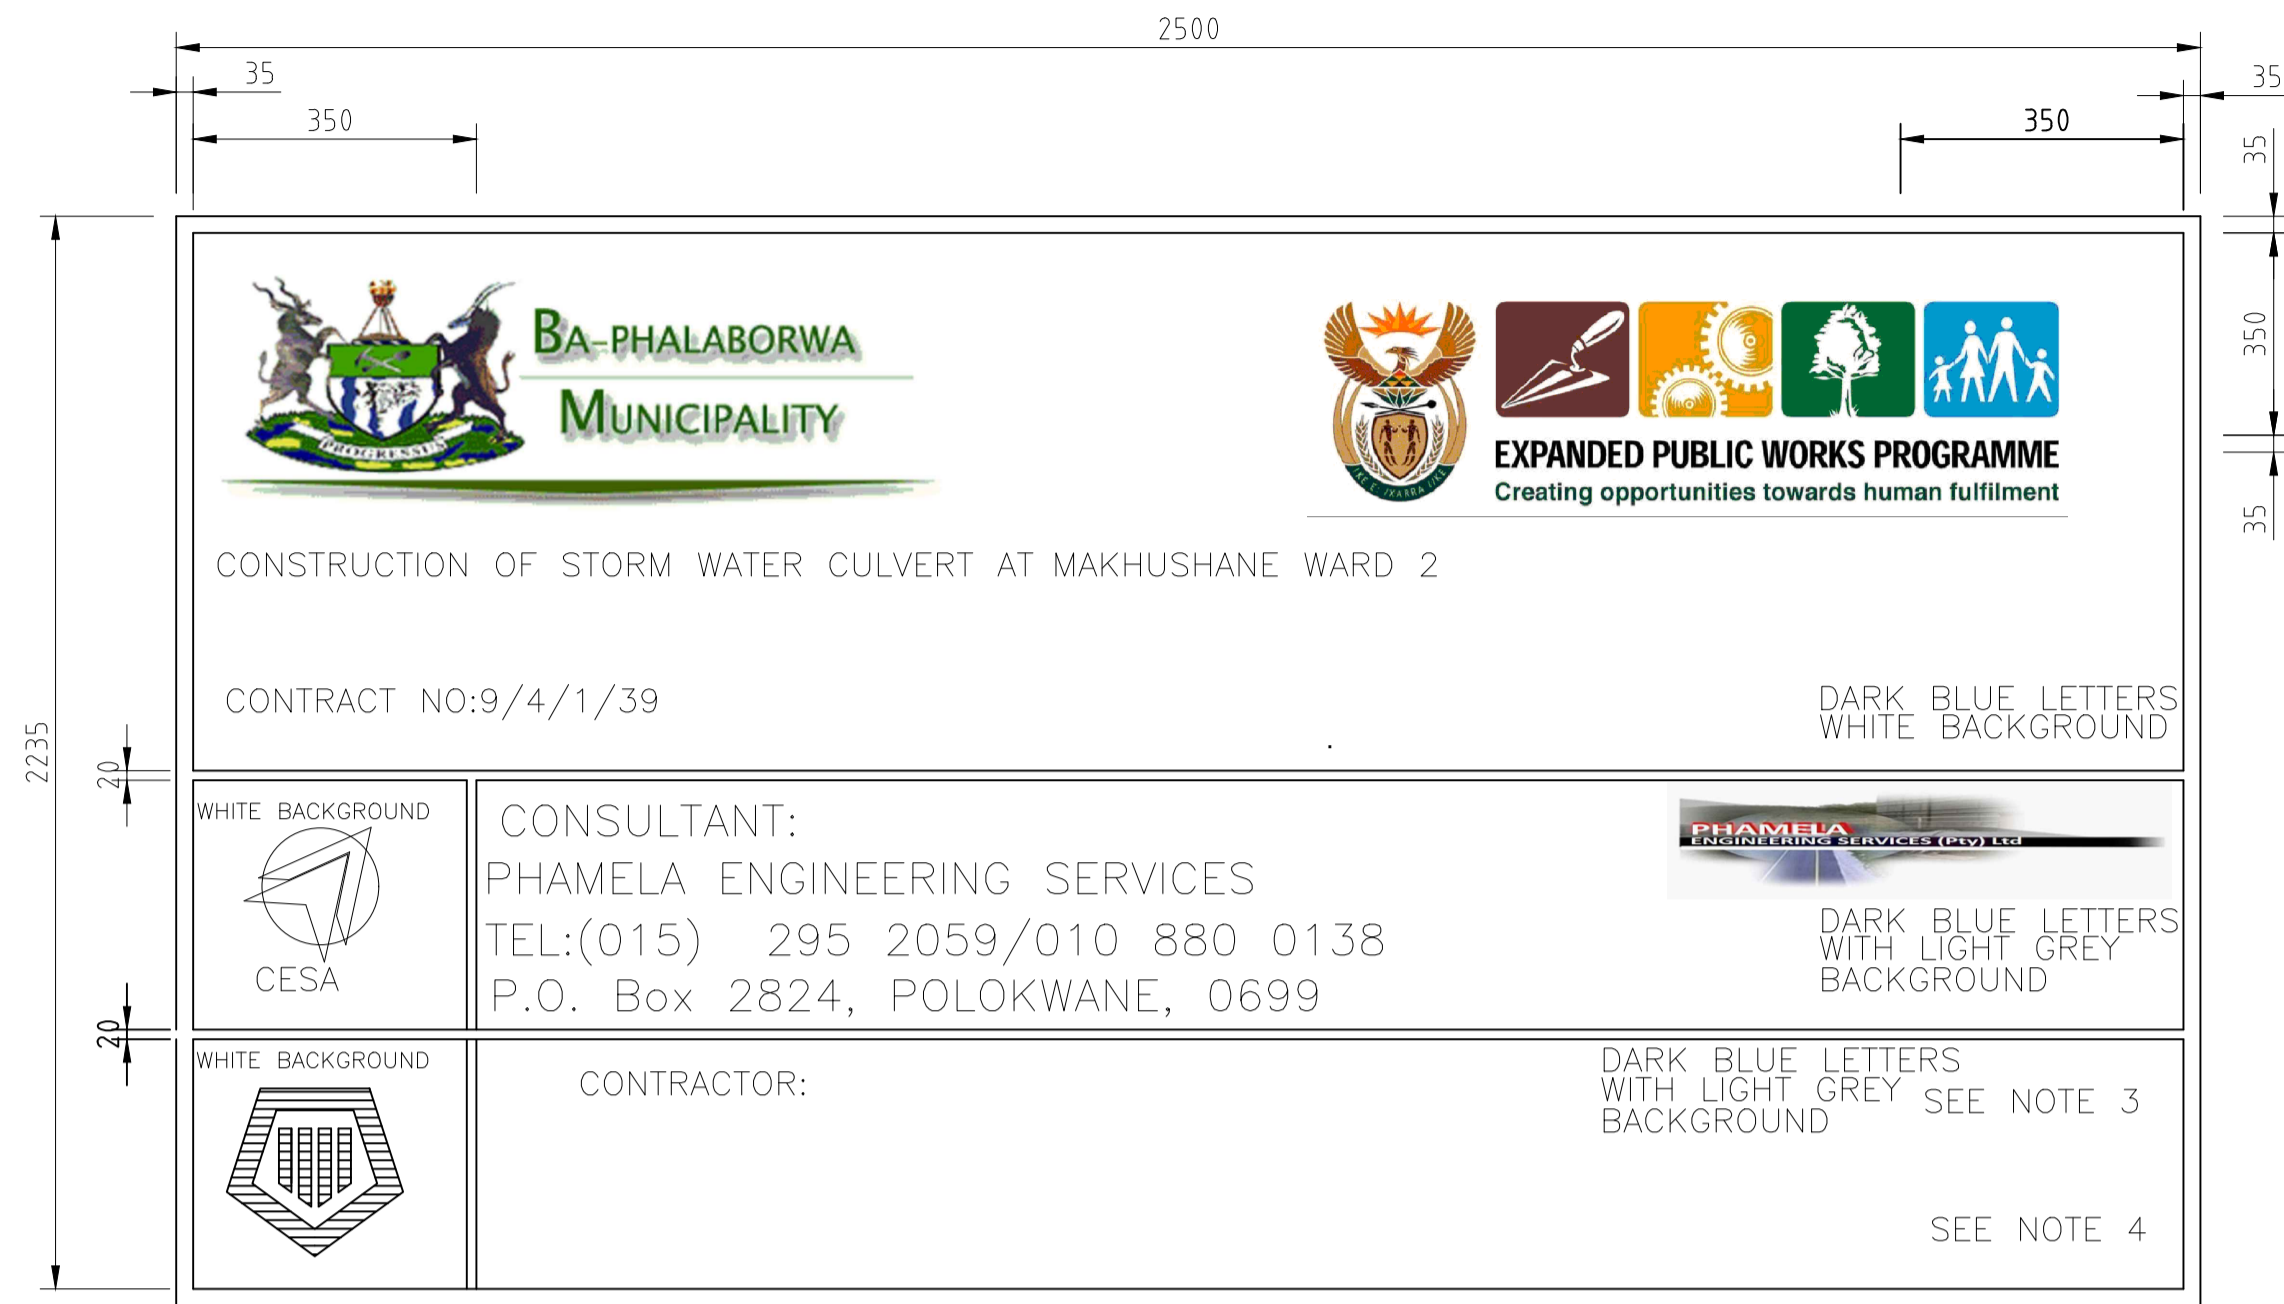 2500
35
35
350
350
35
BA-PHALABORWA
MUNICIPALITY
PROGRESSUS
350
EXPANDED PUBLIC WORKS PROGRAMME
Creating opportunities towards human fulfilment
35
CONSTRUCTION OF STORM WATER CULVERT AT MAKHUSHANE WARD 2
CONTRACT NO:9/4/1/39
DARK BLUE LETTERS
WHITE BACKGROUND
2235
20
WHITE BACKGROUND
CESA
CONSULTANT:
PHAMELA ENGINEERING SERVICES
TEL:(015) 295 2059/010 880 0138
P.O. Box 2824, POLOKWANE, 0699
PHAMELA
ENGINEERING SERVICES (Pty) Ltd
DARK BLUE LETTERS
WITH LIGHT GREY
BACKGROUND
20
WHITE BACKGROUND
CONTRACTOR:
DARK BLUE LETTERS
WITH LIGHT GREY
BACKGROUND
SEE NOTE 3
SEE NOTE 4